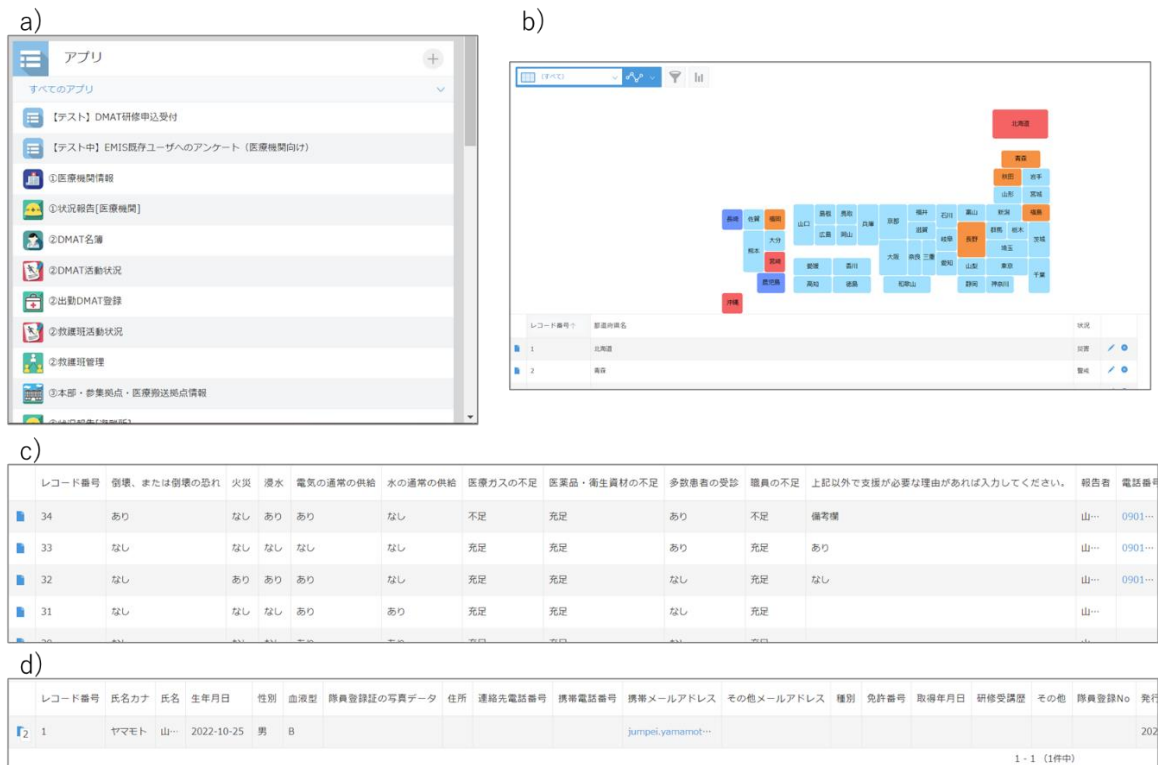 a)
アプリ
すべてのアプリ
【テスト】DMAT研修申込受付
【テスト中】EMIS既存ユーザへのアンケート（医療機関向け）
①医療機関情報
①状況報告[医療機関]
②DMAT名簿
②DMAT活動状況
②出動DMAT登録
②救護班活動状況
②救護班管理
③本部・参集拠点・医療搬送拠点情報
b)
(すべて)
北海道
青森
秋田 岩手
山形 宮城
長崎 佐賀 福岡 山口 島根 鳥取 兵庫 京都 福井 石川 富山 新潟 福島
熊本 大分 広島 岡山 滋賀 岐阜 長野 群馬 栃木 茨城
宮崎 愛媛 香川 大阪 奈良 三重 愛知 山梨 埼玉 東京 千葉
鹿児島 高知 徳島 和歌山 静岡 神奈川
沖縄
レコード番号↑ 都道府県名 状況
1 北海道 災害
2 青森 警戒
c)
レコード番号 倒壊、または倒壊の恐れ 火災 浸水 電気の通常の供給 水の通常の供給 医療ガスの不足 医薬品・衛生資材の不足 多数患者の受診 職員の不足 上記以外で支援が必要な理由があれば入力してください。 報告者 電話番号
34 あり なし あり あり なし 不足 充足 あり 不足 備考欄 山… 0901…
33 なし なし なし なし なし 充足 充足 あり 充足 あり 山… 0901…
32 なし あり あり あり なし 充足 充足 なし 充足 なし 山… 0901…
31 なし なし なし あり あり 充足 充足 なし 充足 山…
d)
レコード番号 氏名カナ 氏名 生年月日 性別 血液型 隊員登録証の写真データ 住所 連絡先電話番号 携帯電話番号 携帯メールアドレス その他メールアドレス 種別 免許番号 取得年月日 研修受講歴 その他 隊員登録No 発行
1 ヤマモト 山… 2022-10-25 男 B jumpei.yamamot… 202
1 - 1 （1件中）